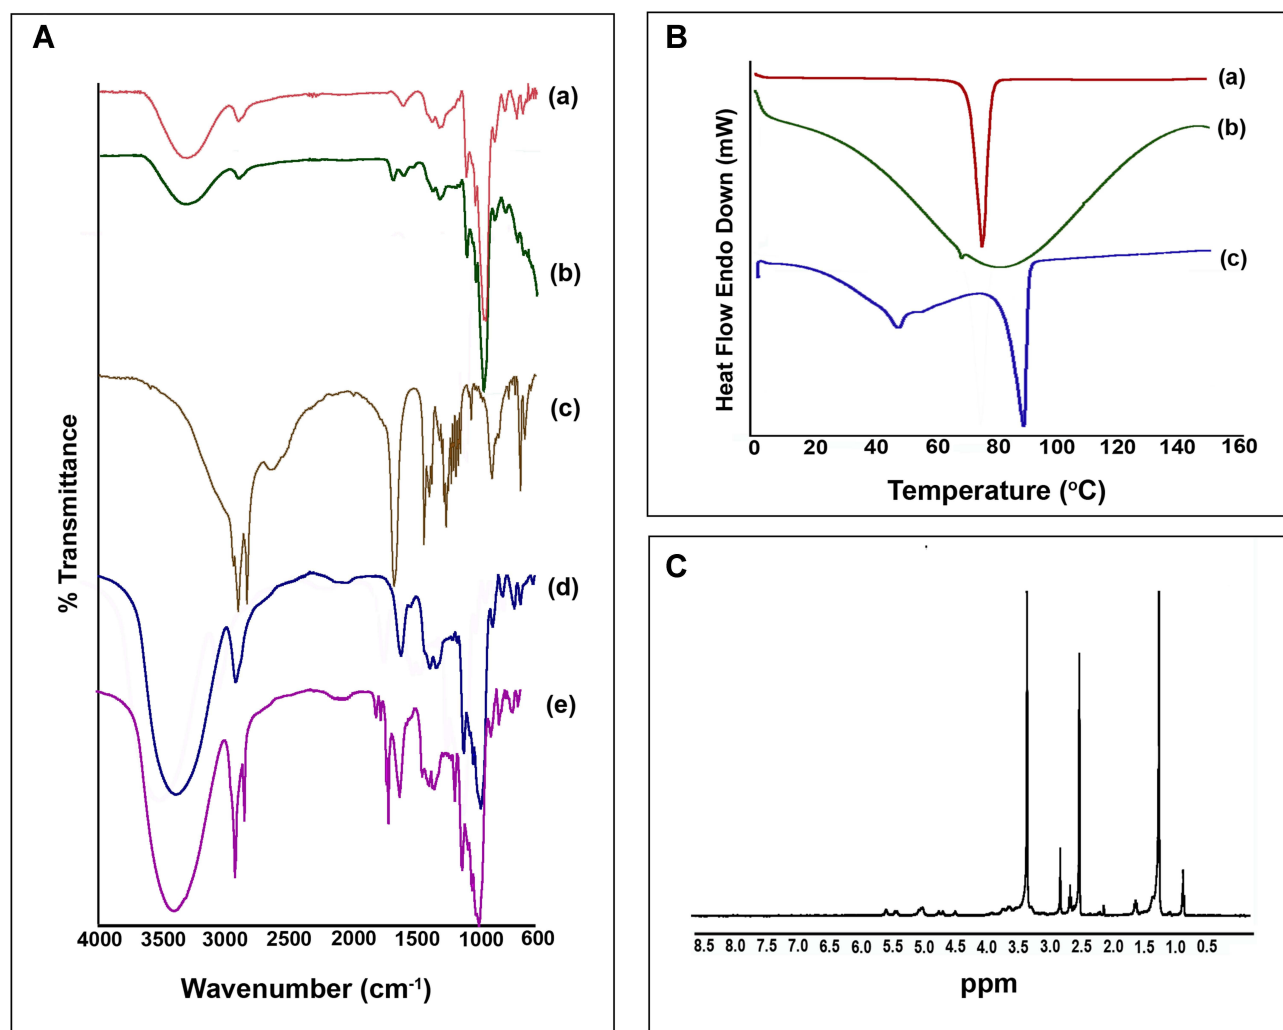 A
(a)
(b)
(c)
(d)
(e)
% Transmittance
4000 3500 3000 2500 2000 1500 1000 600
Wavenumber (cm⁻¹)
B
(a)
(b)
(c)
Heat Flow Endo Down (mW)
0 20 40 60 80 100 120 140 160
Temperature (°C)
C
8.5 8.0 7.5 7.0 6.5 6.0 5.5 5.0 4.5 4.0 3.5 3.0 2.5 2.0 1.5 1.0 0.5
ppm